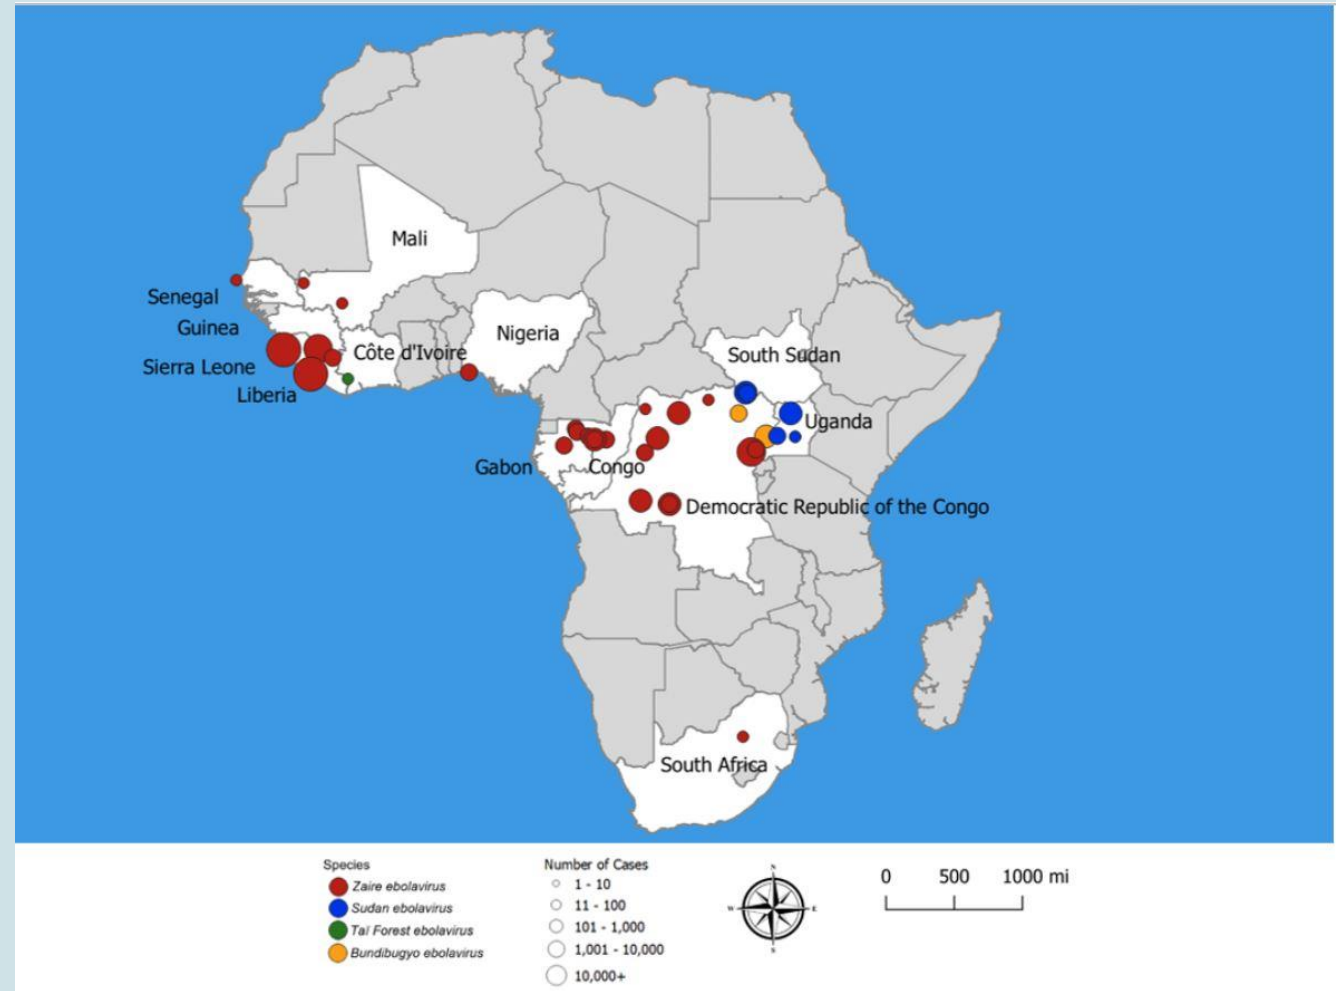 Mali
Senegal
Guinea
Nigeria
Côte d'Ivoire
South Sudan
Sierra Leone
Liberia
Uganda
Gabon
Congo
Democratic Republic of the Congo
South Africa
Species
Zaire ebolavirus
Sudan ebolavirus
Taï Forest ebolavirus
Bundibugyo ebolavirus
Number of Cases
1 - 10
11 - 100
101 - 1,000
1,001 - 10,000
10,000+
N
W
E
S
0 500 1000 mi